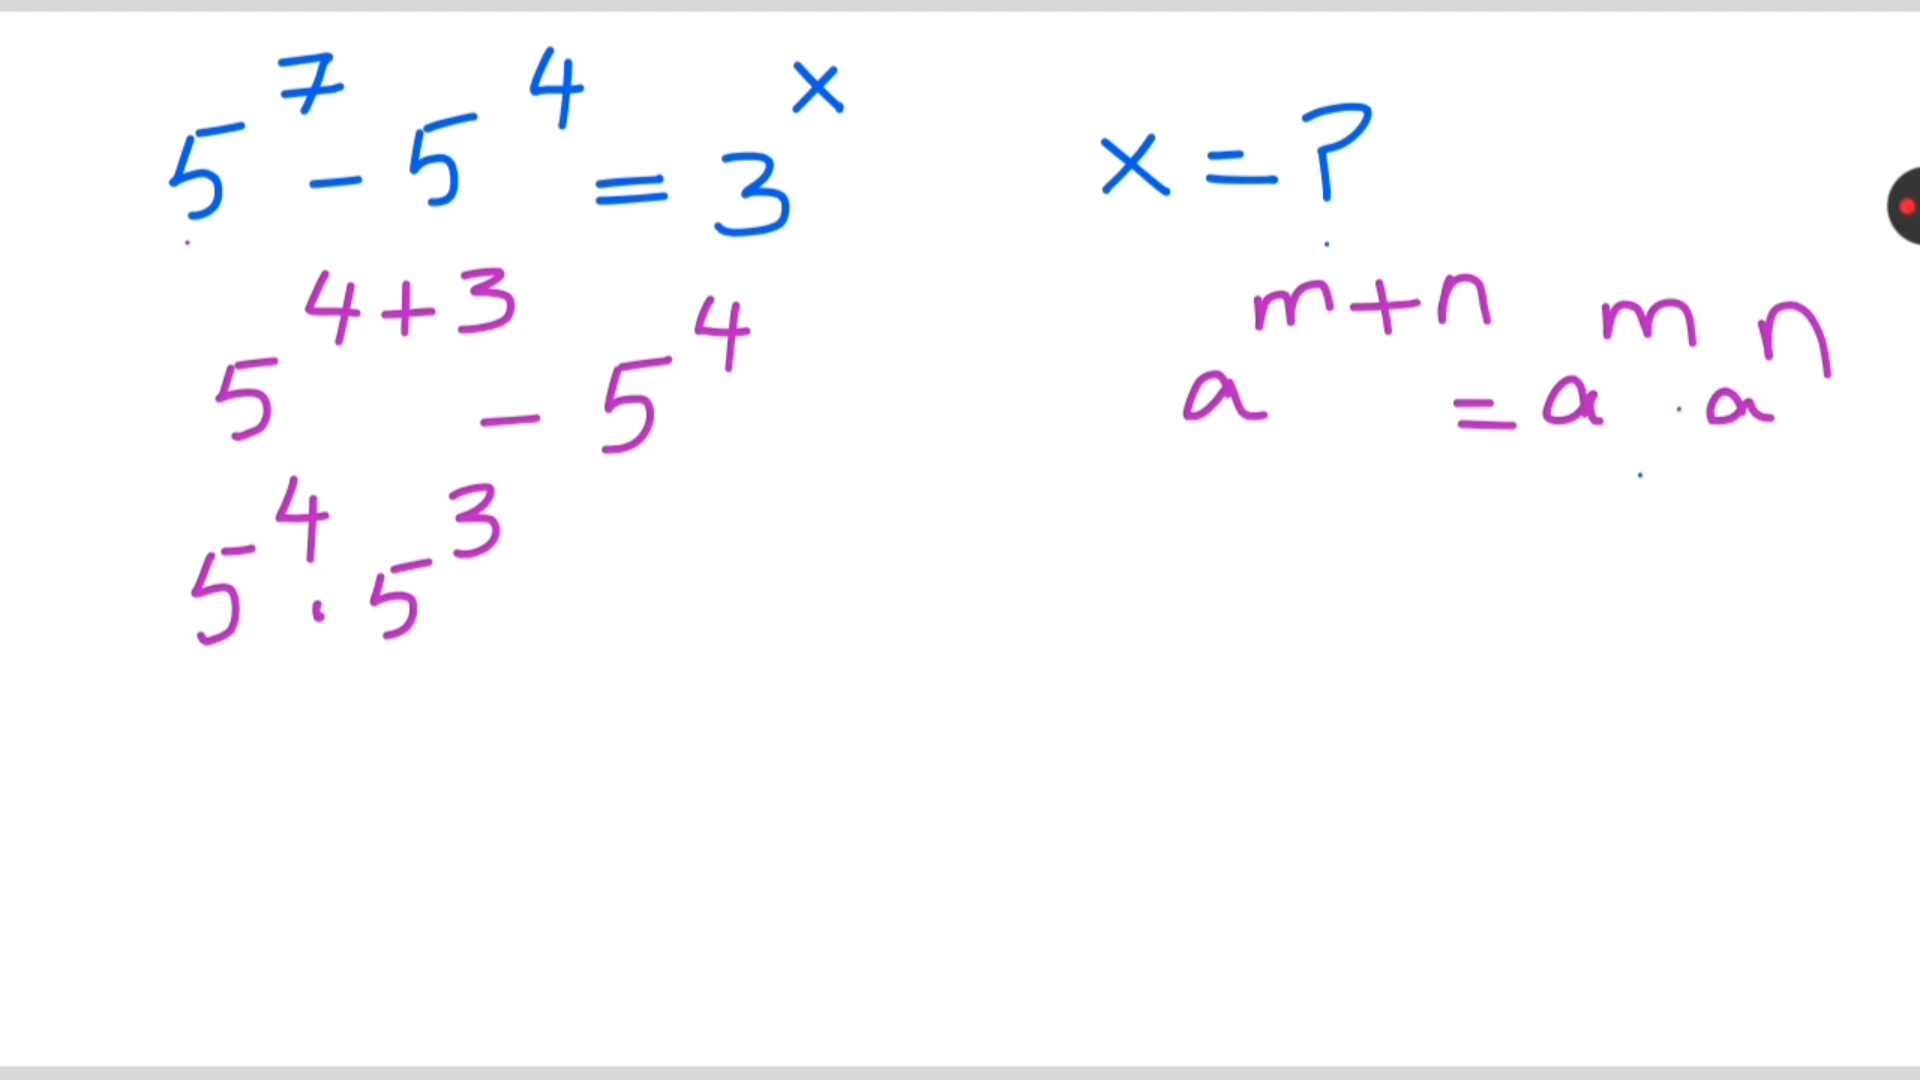 5^7 - 5^4 = 3^x x = ?
5^{4+3} - 5^4 a^{m+n} = a^m · a^n
5^4 · 5^3